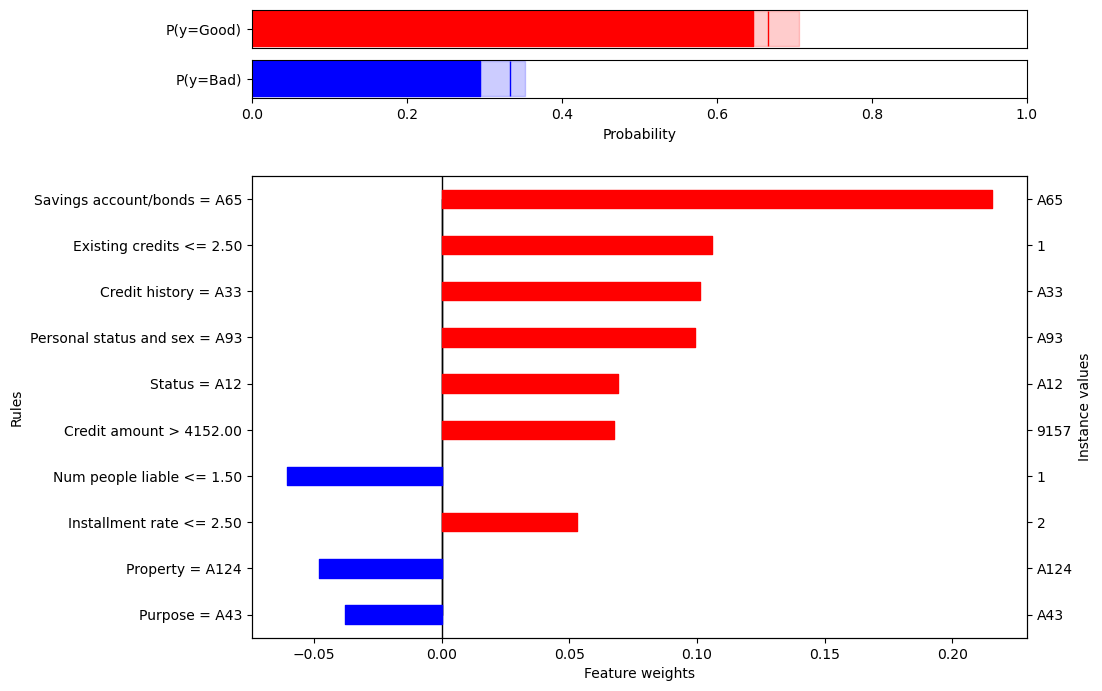 P(y=Good)
P(y=Bad)
0.0 0.2 0.4 0.6 0.8 1.0
Probability
Savings account/bonds = A65 A65
Existing credits <= 2.50 1
Credit history = A33 A33
Personal status and sex = A93 A93
Status = A12 A12
Credit amount > 4152.00 9157
Num people liable <= 1.50 1
Installment rate <= 2.50 2
Property = A124 A124
Purpose = A43 A43
Rules
Instance values
−0.05 0.00 0.05 0.10 0.15 0.20
Feature weights